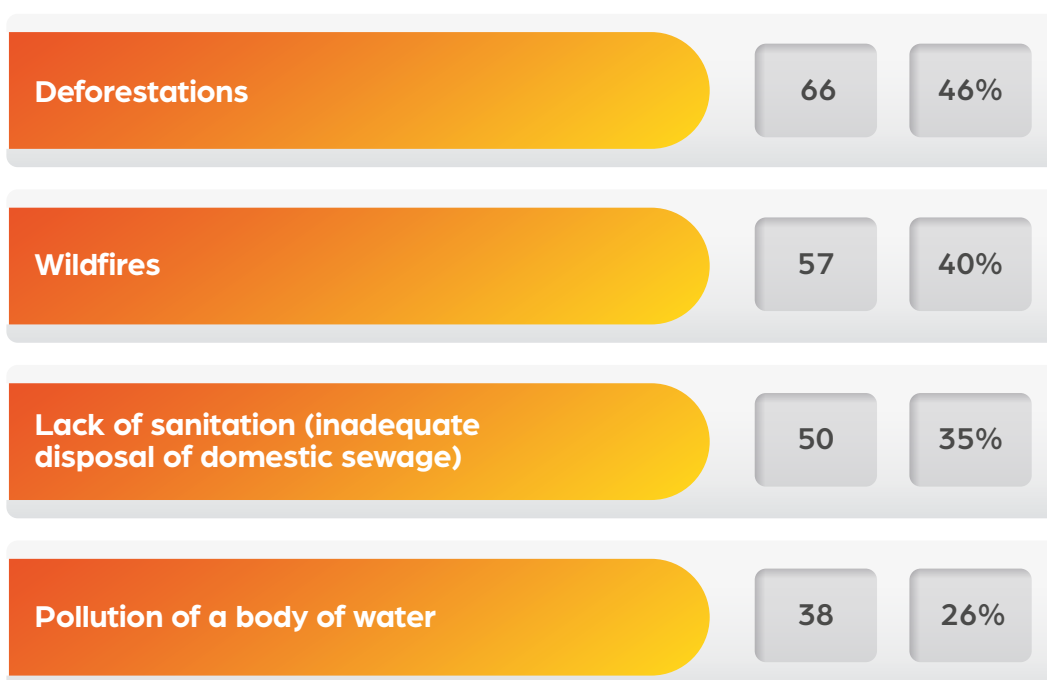 Deforestations 66 46%
Wildfires 57 40%
Lack of sanitation (inadequate
disposal of domestic sewage) 50 35%
Pollution of a body of water 38 26%